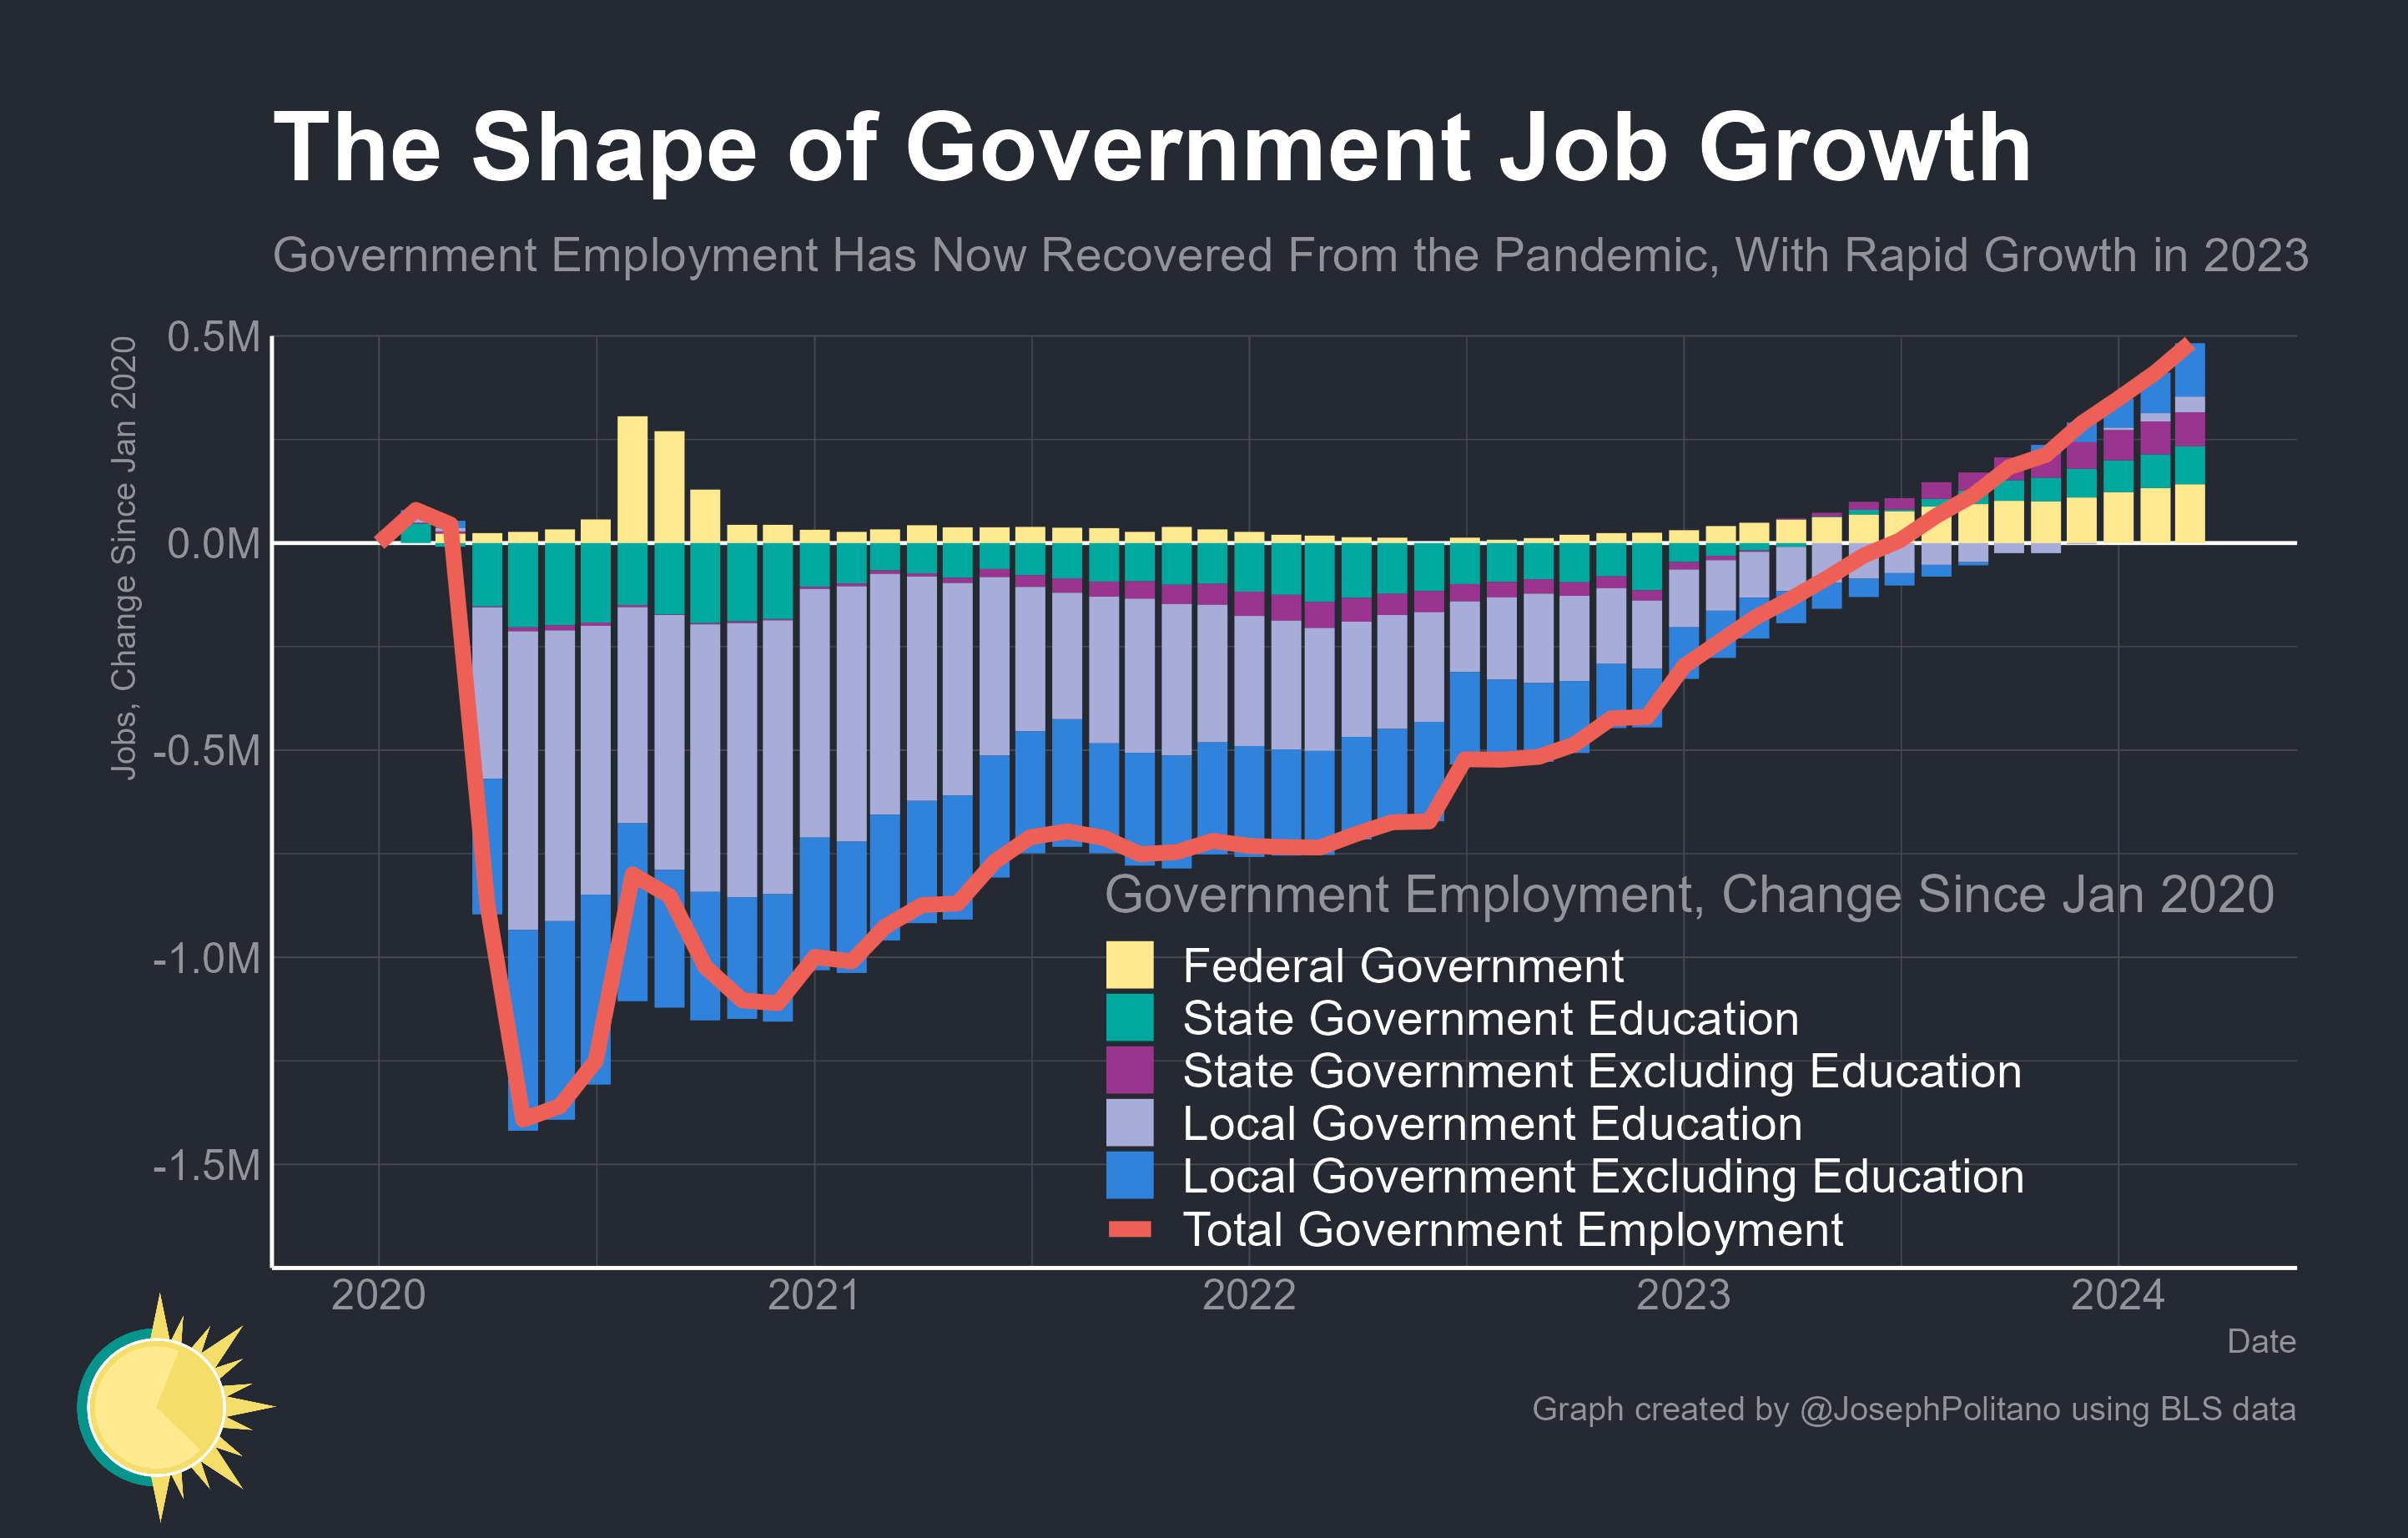 The Shape of Government Job Growth
Government Employment Has Now Recovered From the Pandemic, With Rapid Growth in 2023
Jobs, Change Since Jan 2020
0.5M
0.0M
-0.5M
-1.0M
-1.5M
Government Employment, Change Since Jan 2020
Federal Government
State Government Education
State Government Excluding Education
Local Government Education
Local Government Excluding Education
Total Government Employment
2020
2021
2022
2023
2024
Date
Graph created by @JosephPolitano using BLS data